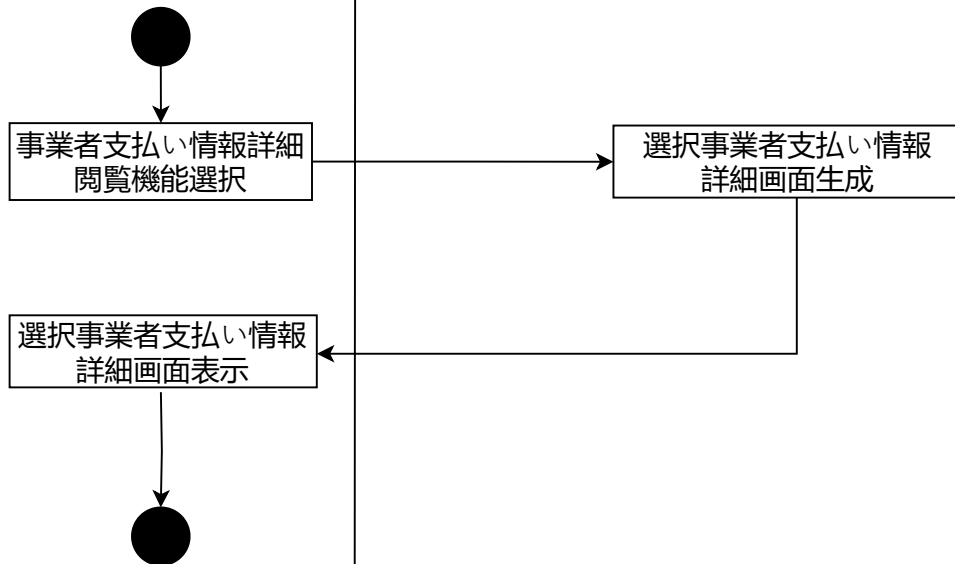 事業者支払い情報詳細
閲覧機能選択
選択事業者支払い情報
詳細画面生成
選択事業者支払い情報
詳細画面表示